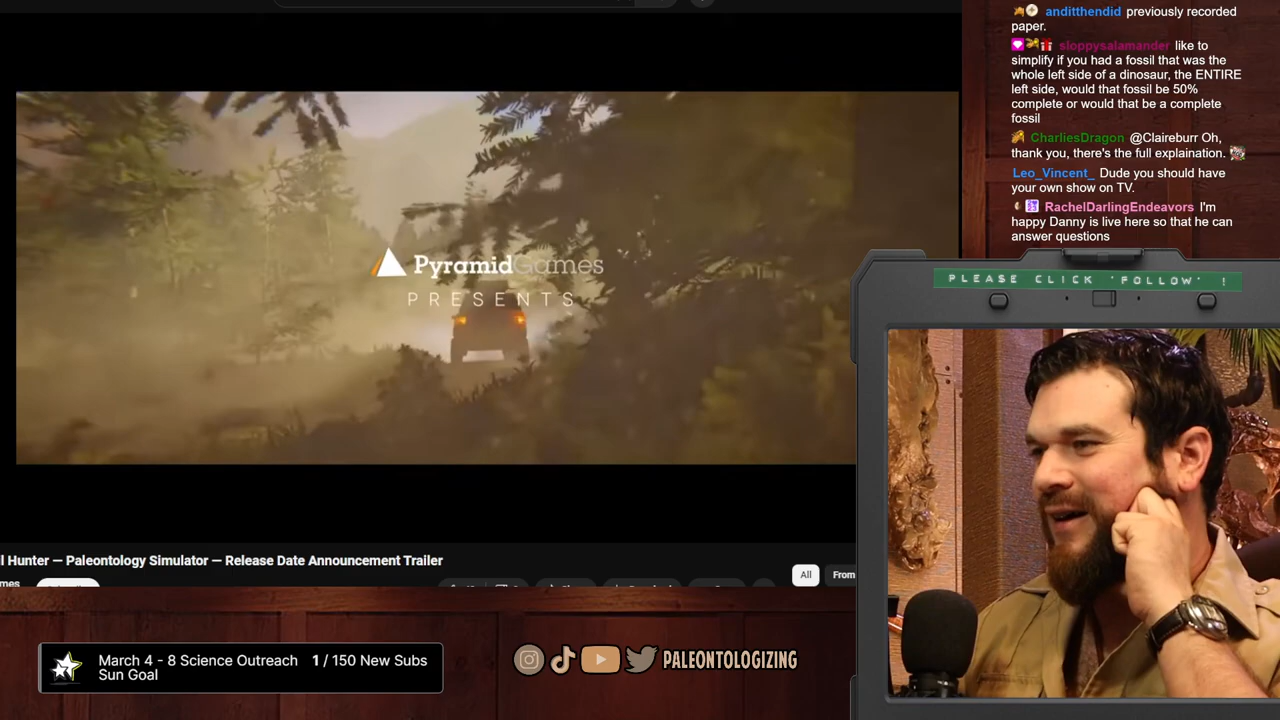 anditthendid previously recorded
paper.
sloppysalamander like to
simplify if you had a fossil that was the
whole left side of a dinosaur, the ENTIRE
left side, would that fossil be 50%
complete or would that be a complete
fossil
CharliesDragon @Claireburr Oh,
thank you, there's the full explaination.
Leo_Vincent_ Dude you should have
your own show on TV.
RachelDarlingEndeavors I'm
happy Danny is live here so that he can
answer questions
PyramidGames
PRESENTS
PLEASE CLICK "FOLLOW" !
l Hunter — Paleontology Simulator — Release Date Announcement Trailer
mes
All
From
March 4 - 8 Science Outreach 1 / 150 New Subs
Sun Goal
PALEONTOLOGIZING